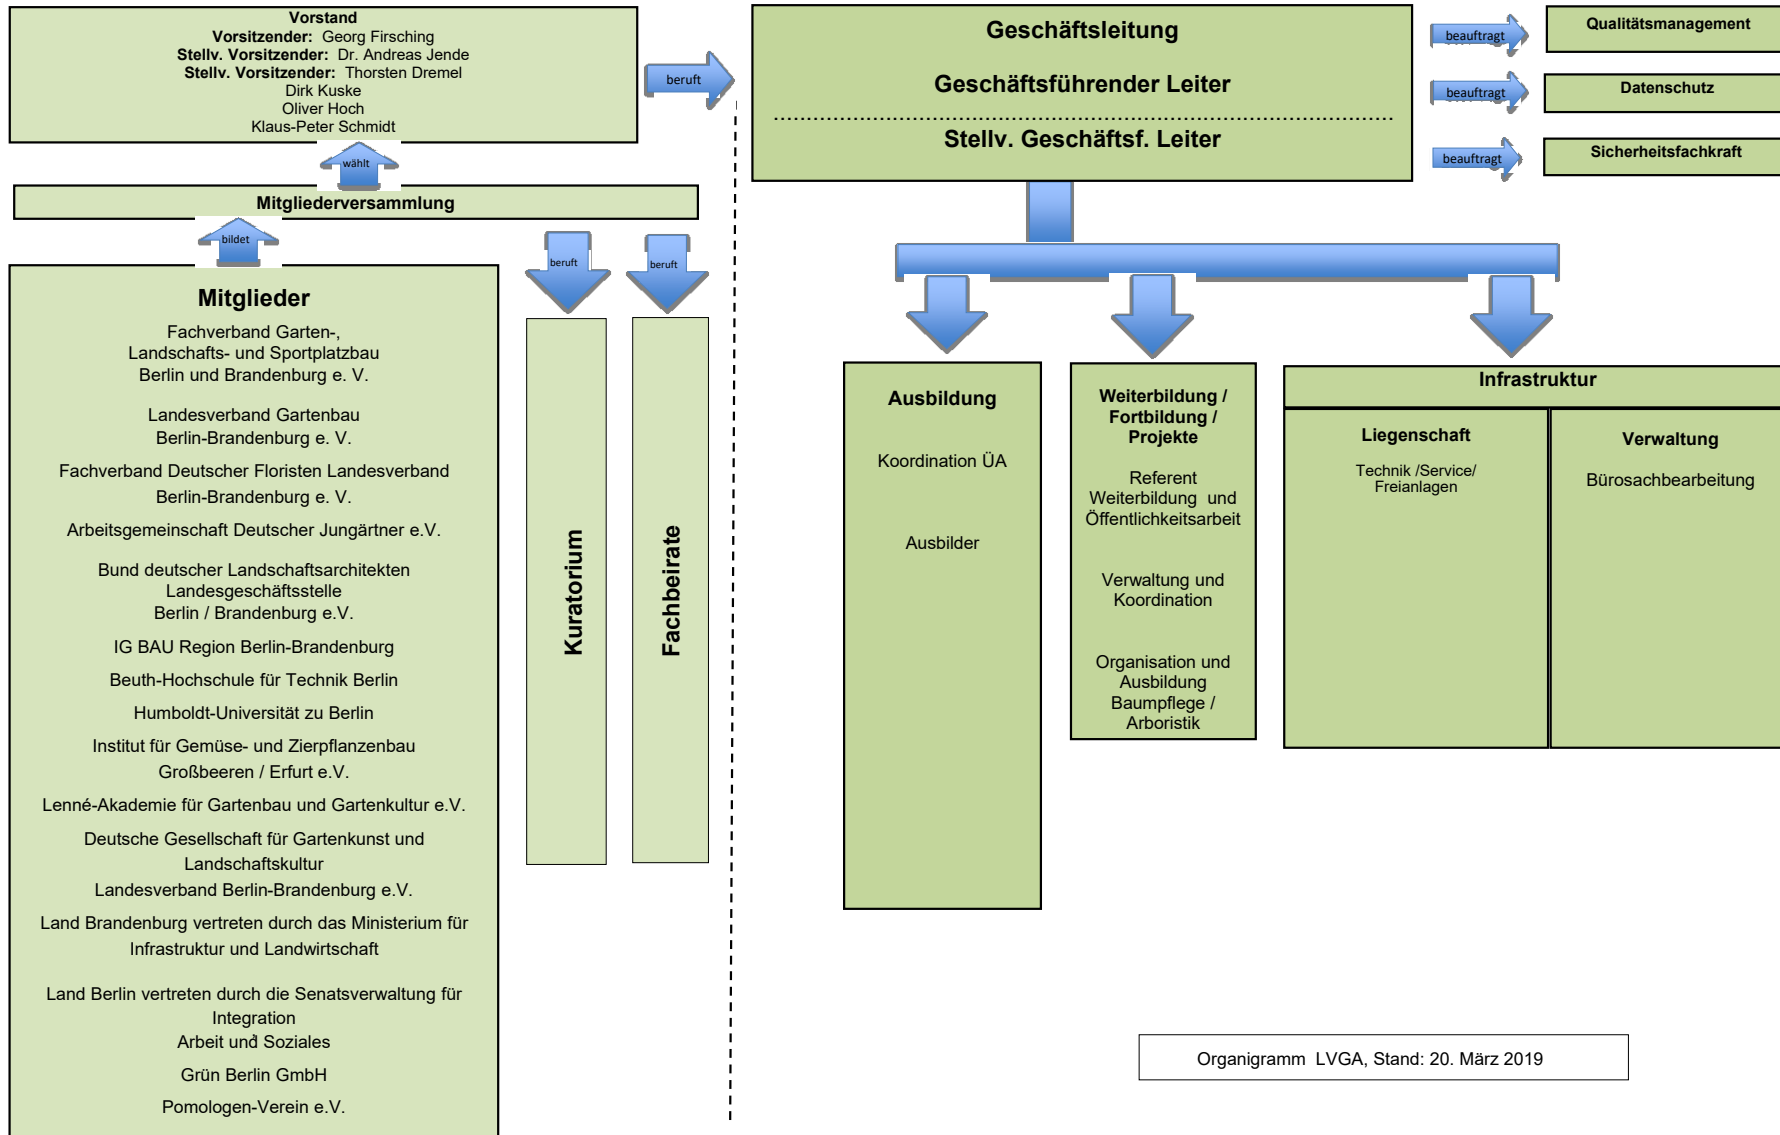 Vorstand
Vorsitzender: Georg Firsching
Stellv. Vorsitzender: Dr. Andreas Jende
Stellv. Vorsitzender: Thorsten Dremel
Dirk Kuske
Oliver Hoch
Klaus-Peter Schmidt
wählt
Mitgliederversammlung
bildet
Mitglieder
Fachverband Garten-,
Landschafts- und Sportplatzbau
Berlin und Brandenburg e. V.
Landesverband Gartenbau
Berlin-Brandenburg e. V.
Fachverband Deutscher Floristen Landesverband
Berlin-Brandenburg e. V.
Arbeitsgemeinschaft Deutscher Jungärtner e.V.
Bund deutscher Landschaftsarchitekten
Landesgeschäftsstelle
Berlin / Brandenburg e.V.
IG BAU Region Berlin-Brandenburg
Beuth-Hochschule für Technik Berlin
Humboldt-Universität zu Berlin
Institut für Gemüse- und Zierpflanzenbau
Großbeeren / Erfurt e.V.
Lenné-Akademie für Gartenbau und Gartenkultur e.V.
Deutsche Gesellschaft für Gartenkunst und
Landschaftskultur
Landesverband Berlin-Brandenburg e.V.
Land Brandenburg vertreten durch das Ministerium für
Infrastruktur und Landwirtschaft
Land Berlin vertreten durch die Senatsverwaltung für
Integration
Arbeit und Soziales
Grün Berlin GmbH
Pomologen-Verein e.V.
beruft
beruft
Kuratorium
Fachbeirate
beruft
Geschäftsleitung
Geschäftsführender Leiter
Stellv. Geschäftsf. Leiter
beauftragt
Qualitätsmanagement
beauftragt
Datenschutz
beauftragt
Sicherheitsfachkraft
Ausbildung
Koordination ÜA
Ausbilder
Weiterbildung /
Fortbildung /
Projekte
Referent
Weiterbildung und
Öffentlichkeitsarbeit
Verwaltung und
Koordination
Organisation und
Ausbildung
Baumpflege /
Arboristik
Infrastruktur
Liegenschaft
Technik /Service/
Freianlagen
Verwaltung
Bürosachbearbeitung
Organigramm LVGA, Stand: 20. März 2019